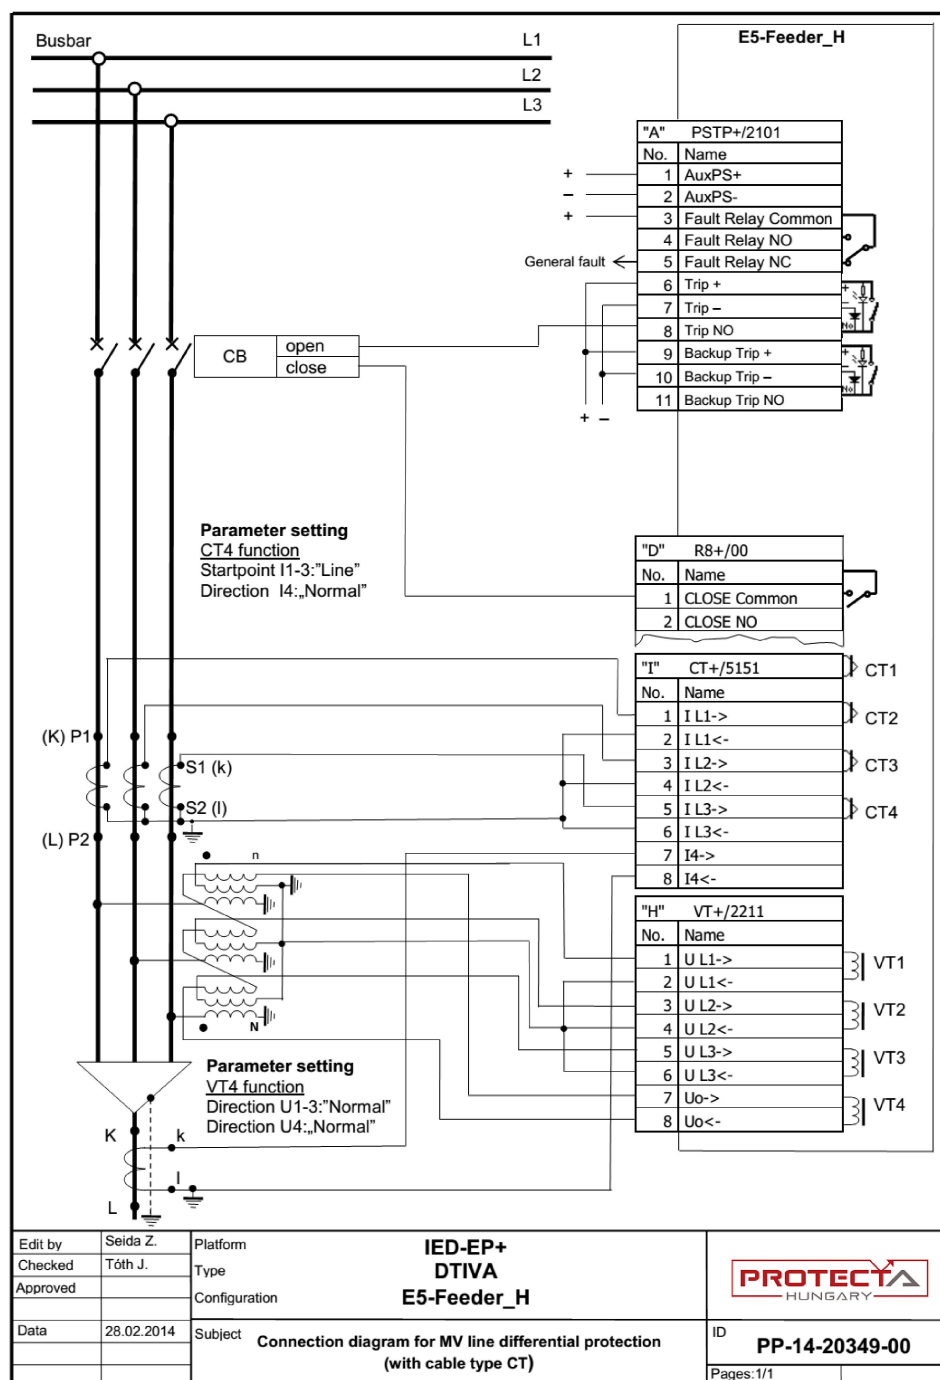 Busbar
L1
L2
L3
E5-Feeder_H
"A" PSTP+/2101
No. Name
1 AuxPS+
2 AuxPS-
3 Fault Relay Common
4 Fault Relay NO
5 Fault Relay NC
6 Trip +
7 Trip –
8 Trip NO
9 Backup Trip +
10 Backup Trip –
11 Backup Trip NO
+
–
+
General fault
+ –
+
No
+
No
CB
open
close
Parameter setting
CT4 function
Startpoint I1-3:"Line"
Direction I4:„Normal"
"D" R8+/00
No. Name
1 CLOSE Common
2 CLOSE NO
"I" CT+/5151
No. Name
1 I L1->
2 I L1<-
3 I L2->
4 I L2<-
5 I L3->
6 I L3<-
7 I4->
8 I4<-
CT1
CT2
CT3
CT4
(K) P1
S1 (k)
S2 (l)
(L) P2
n
N
"H" VT+/2211
No. Name
1 U L1->
2 U L1<-
3 U L2->
4 U L2<-
5 U L3->
6 U L3<-
7 Uo->
8 Uo<-
VT1
VT2
VT3
VT4
Parameter setting
VT4 function
Direction U1-3:"Normal"
Direction U4:„Normal"
K
k
l
L
Edit by Seida Z.
Checked Tóth J.
Approved
Data 28.02.2014
Platform IED-EP+
Type DTIVA
Configuration E5-Feeder_H
Subject Connection diagram for MV line differential protection
(with cable type CT)
PROTECTA
HUNGARY
ID
PP-14-20349-00
Pages:1/1